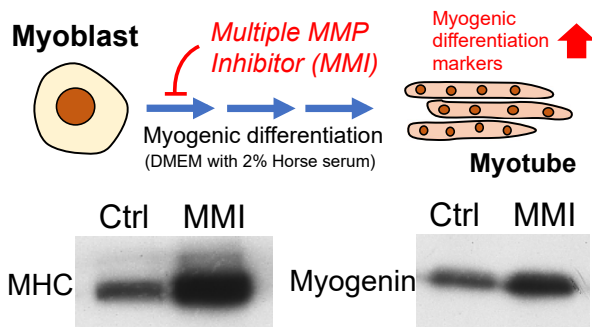 Myoblast
Multiple MMP
Inhibitor (MMI)
Myogenic
differentiation
markers
Myogenic differentiation
(DMEM with 2% Horse serum)
Myotube
Ctrl MMI
MHC
Ctrl MMI
Myogenin